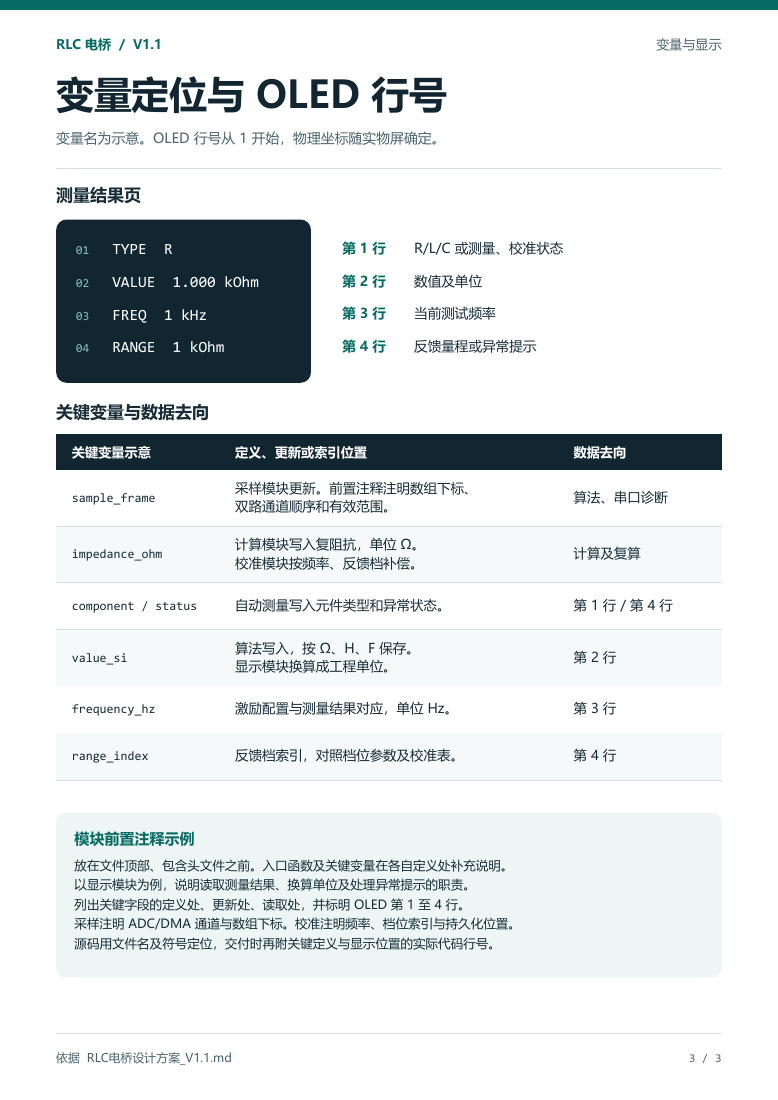 RLC 电桥 / V1.1
变量与显示
变量定位与 OLED 行号
变量名为示意。OLED 行号从 1 开始，物理坐标随实物屏确定。
测量结果页
01 TYPE R
02 VALUE 1.000 kOhm
03 FREQ 1 kHz
04 RANGE 1 kOhm
第 1 行 R/L/C 或测量、校准状态
第 2 行 数值及单位
第 3 行 当前测试频率
第 4 行 反馈量程或异常提示
关键变量与数据去向
关键变量示意 定义、更新或索引位置 数据去向
sample_frame 采样模块更新。前置注释注明数组下标、
双路通道顺序和有效范围。 算法、串口诊断
impedance_ohm 计算模块写入复阻抗，单位 Ω。
校准模块按频率、反馈档补偿。 计算及复算
component / status 自动测量写入元件类型和异常状态。 第 1 行 / 第 4 行
value_si 算法写入，按 Ω、H、F 保存。
显示模块换算成工程单位。 第 2 行
frequency_hz 激励配置与测量结果对应，单位 Hz。 第 3 行
range_index 反馈档索引，对照档位参数及校准表。 第 4 行
模块前置注释示例
放在文件顶部、包含头文件之前。入口函数及关键变量在各自定义处补充说明。
以显示模块为例，说明读取测量结果、换算单位及处理异常提示的职责。
列出关键字段的定义处、更新处、读取处，并标明 OLED 第 1 至 4 行。
采样注明 ADC/DMA 通道与数组下标。校准注明频率、档位索引与持久化位置。
源码用文件名及符号定位，交付时再附关键定义与显示位置的实际代码行号。
依据 RLC电桥设计方案_V1.1.md
3 / 3